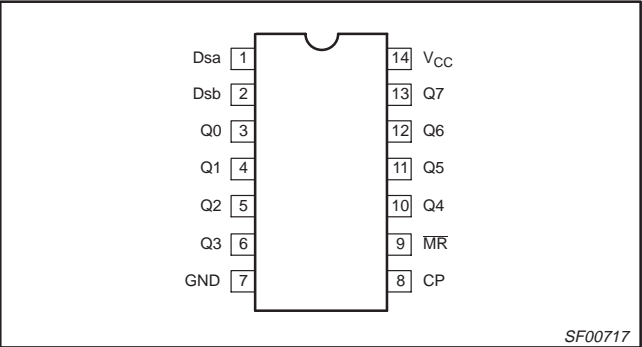 Dsa 1 14 VCC
Dsb 2 13 Q7
Q0 3 12 Q6
Q1 4 11 Q5
Q2 5 10 Q4
Q3 6 9 M̅R̅
GND 7 8 CP
SF00717